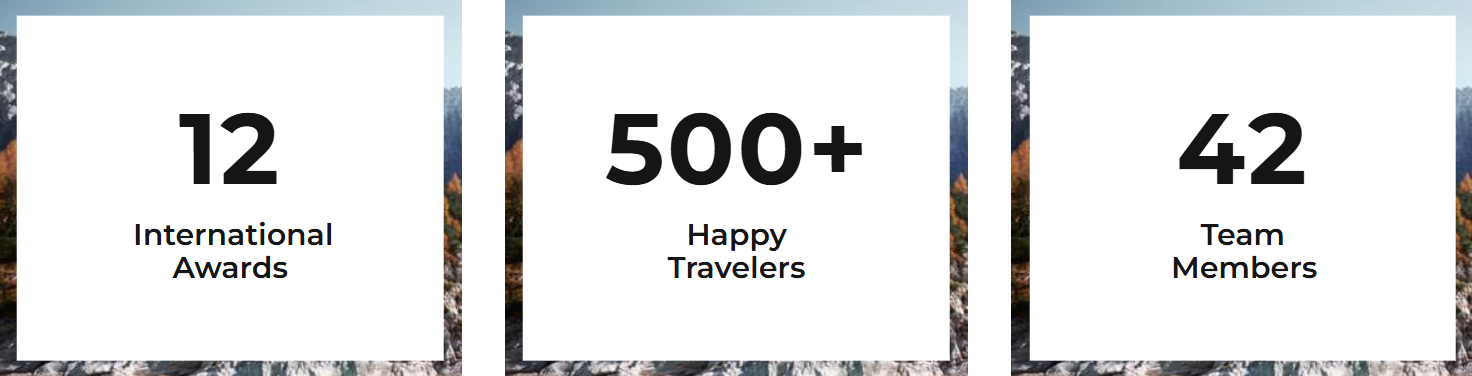 12
International
Awards
500+
Happy
Travelers
42
Team
Members